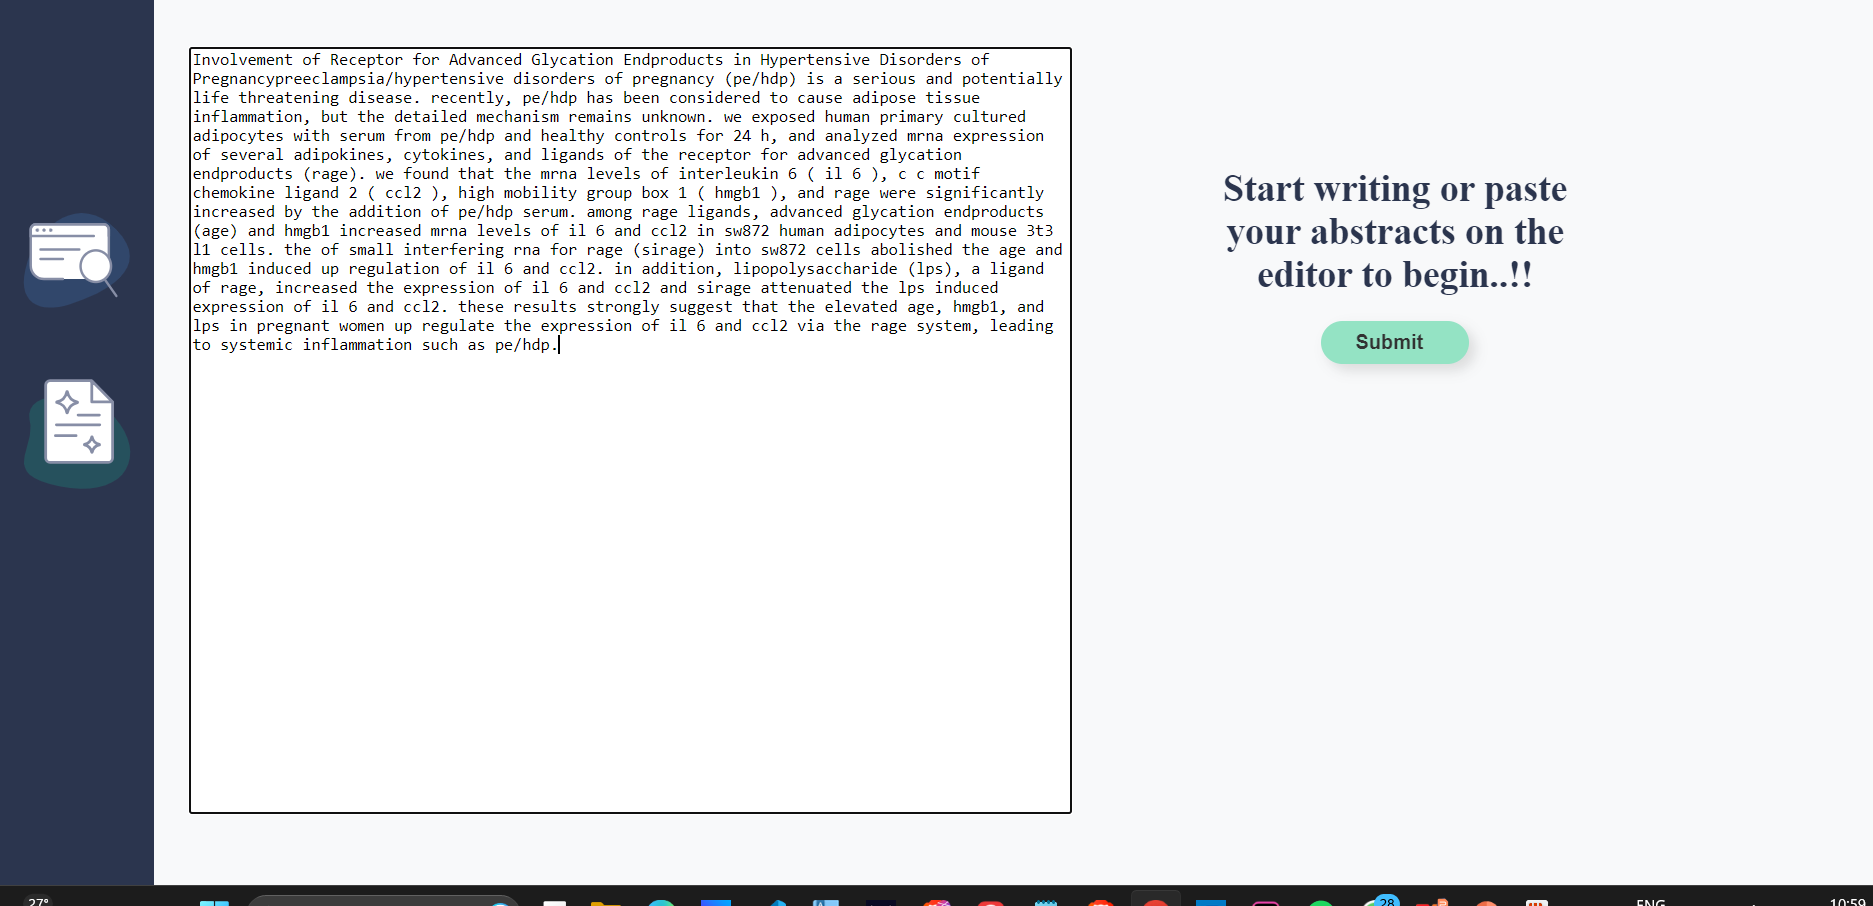 Involvement of Receptor for Advanced Glycation Endproducts in Hypertensive Disorders of
Pregnancypreeclampsia/hypertensive disorders of pregnancy (pe/hdp) is a serious and potentially
life threatening disease. recently, pe/hdp has been considered to cause adipose tissue
inflammation, but the detailed mechanism remains unknown. we exposed human primary cultured
adipocytes with serum from pe/hdp and healthy controls for 24 h, and analyzed mrna expression
of several adipokines, cytokines, and ligands of the receptor for advanced glycation
endproducts (rage). we found that the mrna levels of interleukin 6 ( il 6 ), c c motif
chemokine ligand 2 ( ccl2 ), high mobility group box 1 ( hmgb1 ), and rage were significantly
increased by the addition of pe/hdp serum. among rage ligands, advanced glycation endproducts
(age) and hmgb1 increased mrna levels of il 6 and ccl2 in sw872 human adipocytes and mouse 3t3
l1 cells. the of small interfering rna for rage (sirage) into sw872 cells abolished the age and
hmgb1 induced up regulation of il 6 and ccl2. in addition, lipopolysaccharide (lps), a ligand
of rage, increased the expression of il 6 and ccl2 and sirage attenuated the lps induced
expression of il 6 and ccl2. these results strongly suggest that the elevated age, hmgb1, and
lps in pregnant women up regulate the expression of il 6 and ccl2 via the rage system, leading
to systemic inflammation such as pe/hdp.
Start writing or paste
your abstracts on the
editor to begin..!!
Submit
27°
28
ENG
10:59